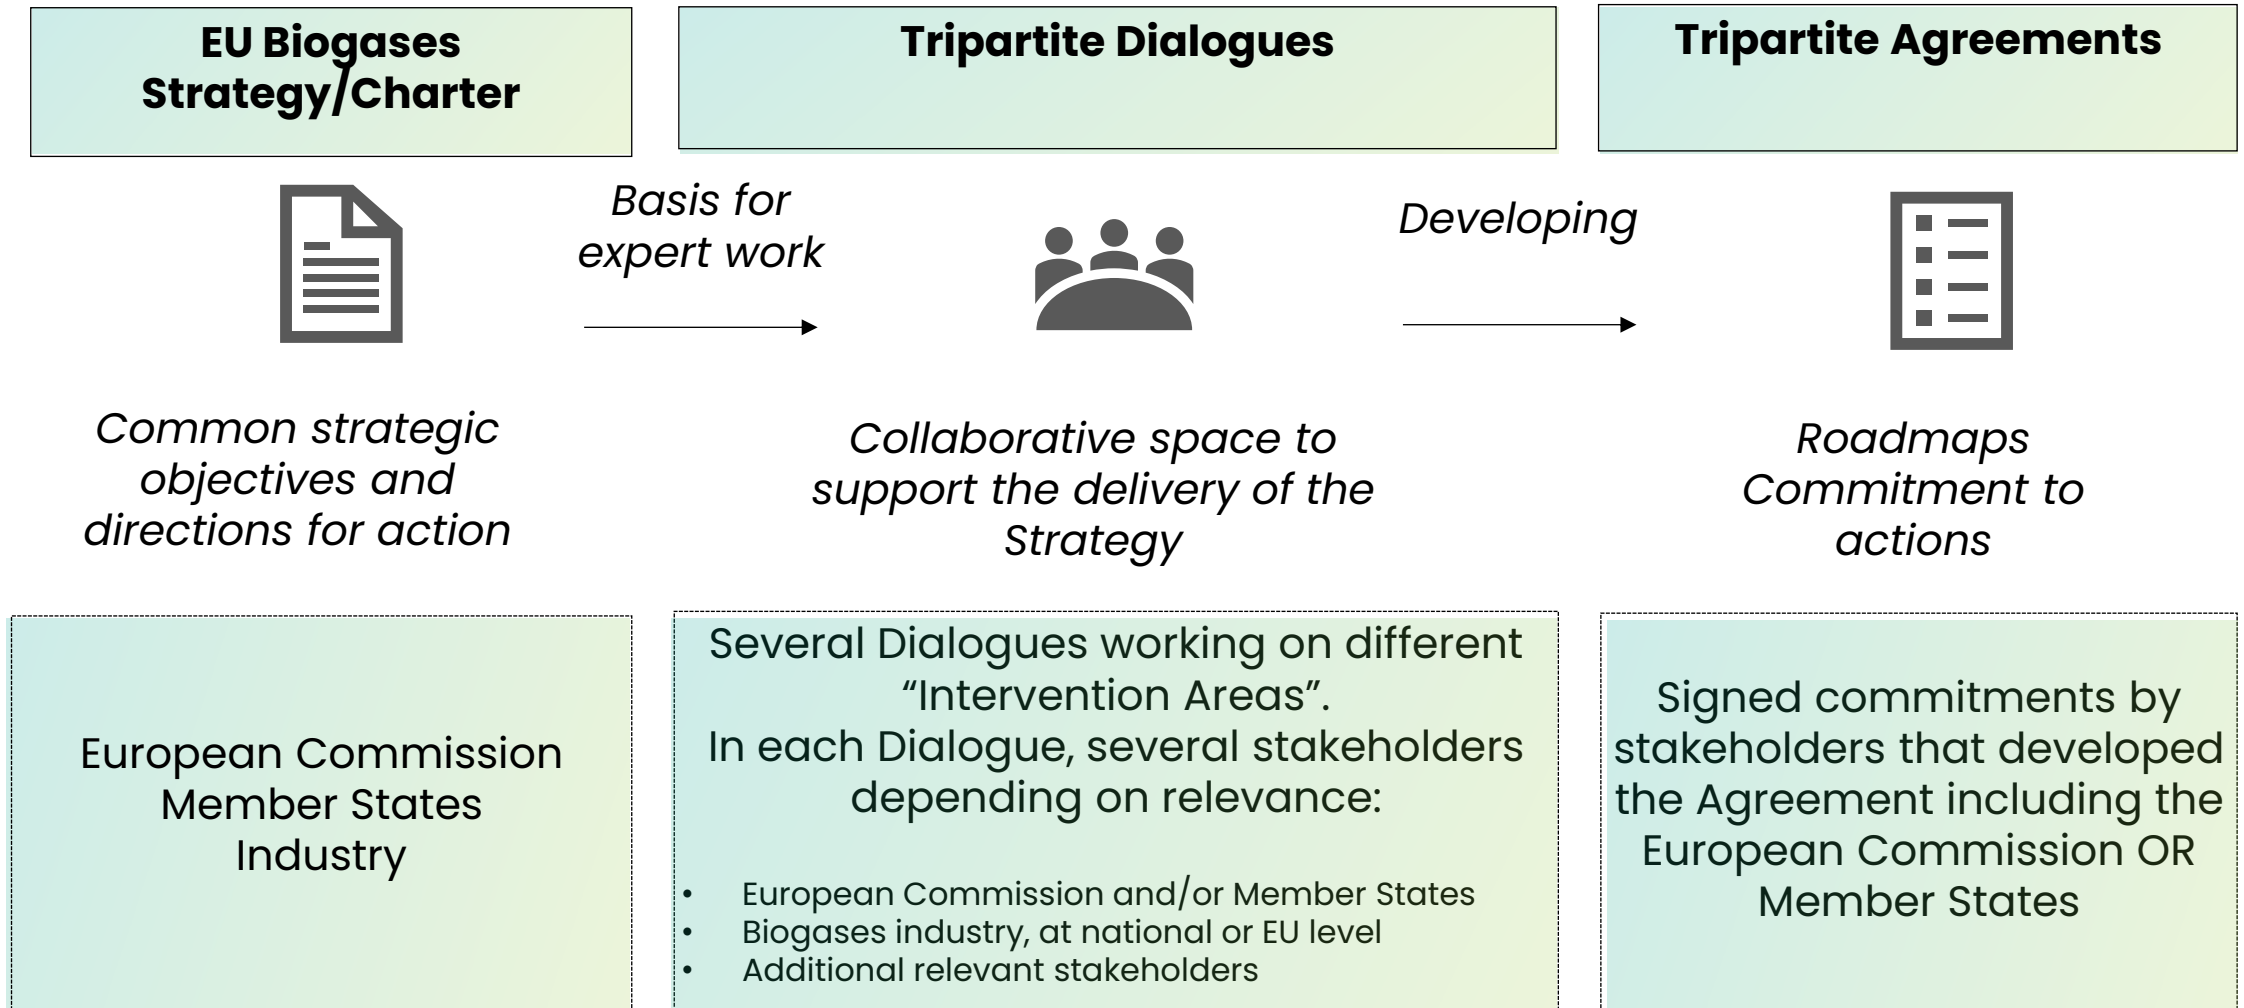 EU Biogases
Strategy/Charter
Tripartite Dialogues
Tripartite Agreements
Basis for
expert work
Developing
Common strategic
objectives and
directions for action
Collaborative space to
support the delivery of the
Strategy
Roadmaps
Commitment to
actions
European Commission
Member States
Industry
Several Dialogues working on different
“Intervention Areas”.
In each Dialogue, several stakeholders
depending on relevance:
• European Commission and/or Member States
• Biogases industry, at national or EU level
• Additional relevant stakeholders
Signed commitments by
stakeholders that developed
the Agreement including the
European Commission OR
Member States